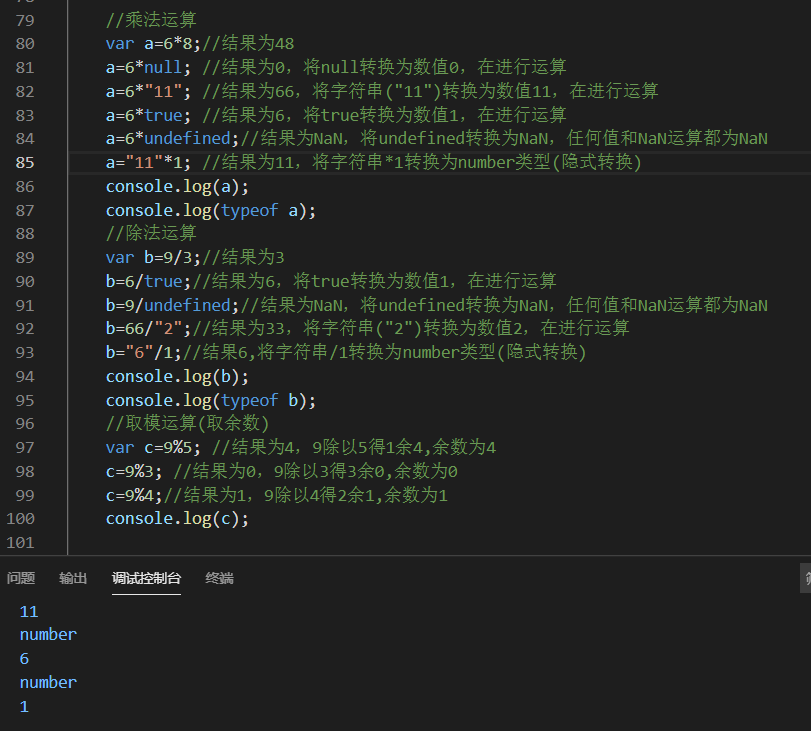 79 //乘法运算
80 var a=6*8;//结果为48
81 a=6*null; //结果为0，将null转换为数值0，在进行运算
82 a=6*"11"; //结果为66，将字符串("11")转换为数值11，在进行运算
83 a=6*true; //结果为6，将true转换为数值1，在进行运算
84 a=6*undefined;//结果为NaN，将undefined转换为NaN，任何值和NaN运算都为NaN
85 a="11"*1; //结果为11，将字符串*1转换为number类型(隐式转换)
86 console.log(a);
87 console.log(typeof a);
88 //除法运算
89 var b=9/3;//结果为3
90 b=6/true;//结果为6，将true转换为数值1，在进行运算
91 b=9/undefined;//结果为NaN，将undefined转换为NaN，任何值和NaN运算都为NaN
92 b=66/"2";//结果为33，将字符串("2")转换为数值2，在进行运算
93 b="6"/1;//结果6,将字符串/1转换为number类型(隐式转换)
94 console.log(b);
95 console.log(typeof b);
96 //取模运算(取余数)
97 var c=9%5; //结果为4，9除以5得1余4,余数为4
98 c=9%3; //结果为0，9除以3得3余0,余数为0
99 c=9%4;//结果为1，9除以4得2余1,余数为1
100 console.log(c);
101
问题 输出 调试控制台 终端
11
number
6
number
1